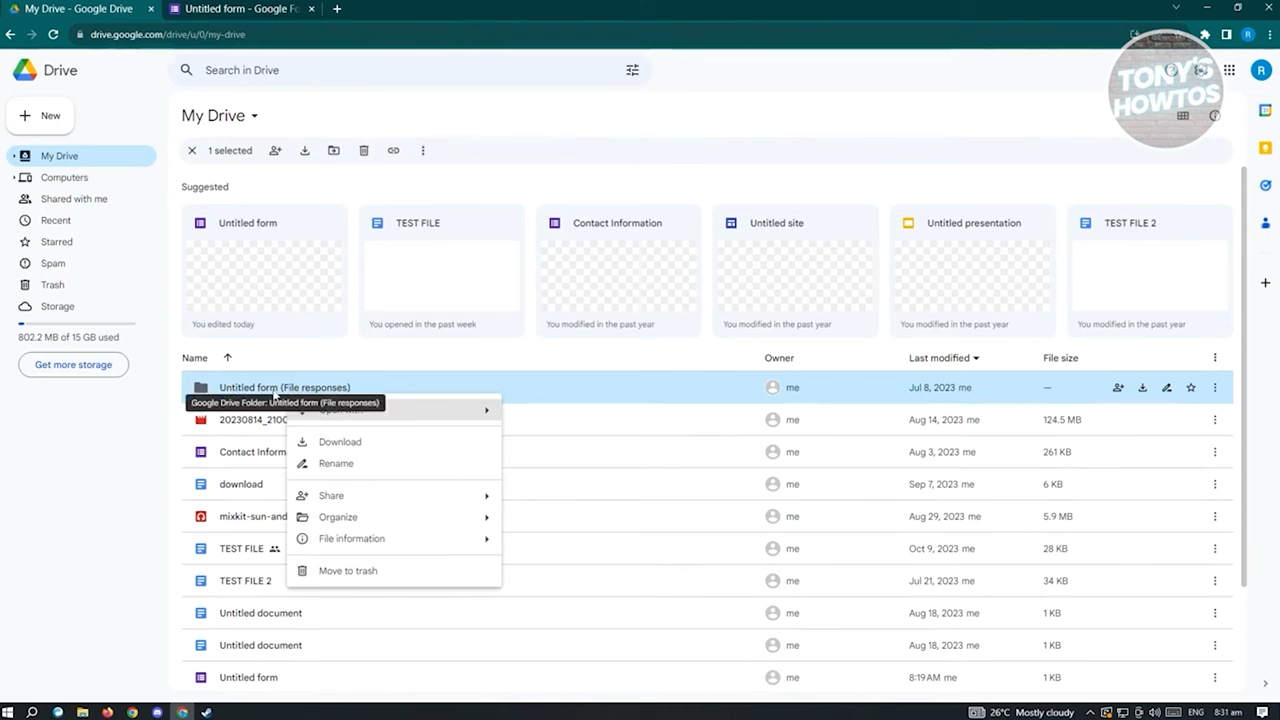 My Drive - Google Drive
Untitled form - Google Fo
drive.google.com/drive/u/0/my-drive
Drive
Search in Drive
TONY'S
HOWTOS
R
R
New
My Drive
My Drive
1 selected
Computers
Shared with me
Recent
Starred
Spam
Trash
Storage
802.2 MB of 15 GB used
Get more storage
Suggested
Untitled form
You edited today
TEST FILE
You opened in the past week
Contact Information
You modified in the past year
Untitled site
You modified in the past year
Untitled presentation
You modified in the past year
TEST FILE 2
You modified in the past year
Name Owner Last modified File size
Untitled form (File responses) me Jul 8, 2023 me —
Google Drive Folder: Untitled form (File responses)
20230814_2100 me Aug 14, 2023 me 124.5 MB
Contact Inform me Aug 3, 2023 me 261 KB
download me Sep 7, 2023 me 6 KB
mixkit-sun-and me Aug 29, 2023 me 5.9 MB
TEST FILE me Oct 9, 2023 me 28 KB
TEST FILE 2 me Jul 21, 2023 me 34 KB
Untitled document me Aug 18, 2023 me 1 KB
Untitled document me Aug 18, 2023 me 1 KB
Untitled form me 8:19 AM me 1 KB
Download
Rename
Share
Organize
File information
Move to trash
26°C Mostly cloudy
ENG
8:31 am